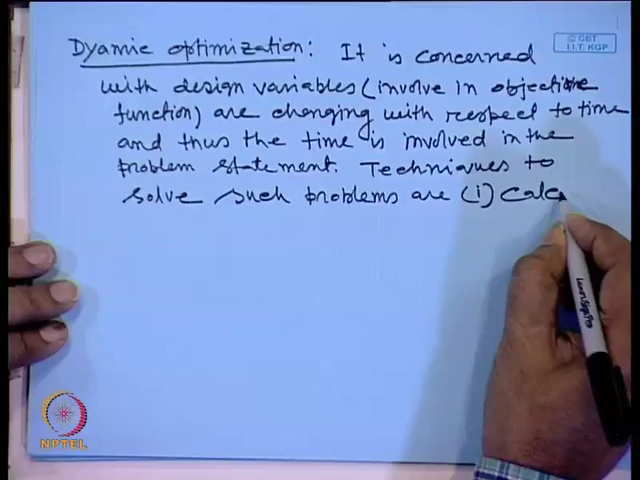 Dyamic optimization: It is concerned
with design variables (involve in objective
function) are changing with respect to time
and thus the time is involved in the
problem statement. Techniques to
solve such problems are (i) calc
© CET
I.I.T. KGP
NPTEL